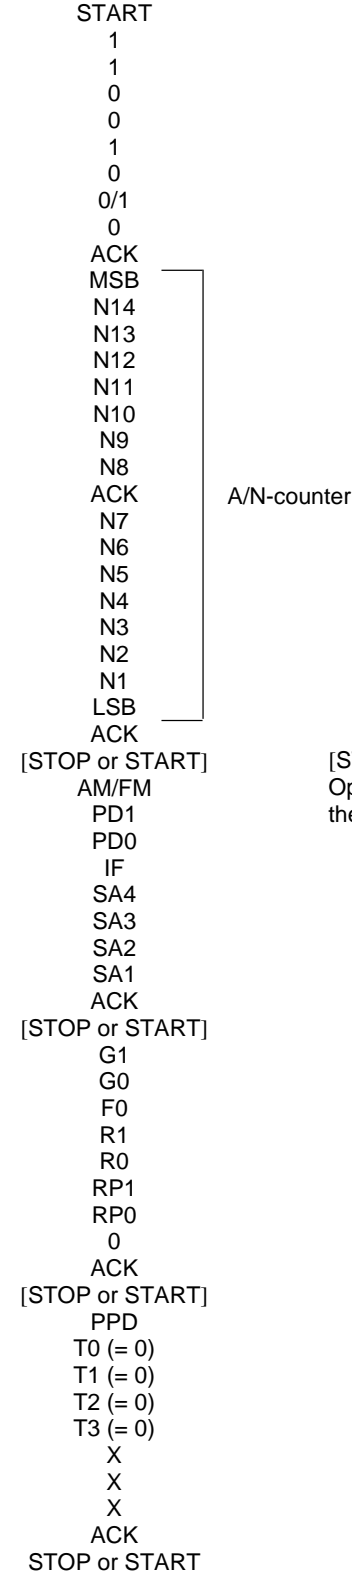 START
1
1
0
0
1
0
0/1
0
ACK
MSB
N14
N13
N12
N11
N10
N9
N8
ACK A/N-counter
N7
N6
N5
N4
N3
N2
N1
LSB
ACK
[STOP or START]
AM/FM
PD1
PD0
IF
SA4
SA3
SA2
SA1
ACK
[STOP or START]
G1
G0
F0
R1
R0
RP1
RP0
0
ACK
[STOP or START]
PPD
T0 (= 0)
T1 (= 0)
T2 (= 0)
T3 (= 0)
X
X
X
ACK
STOP or START